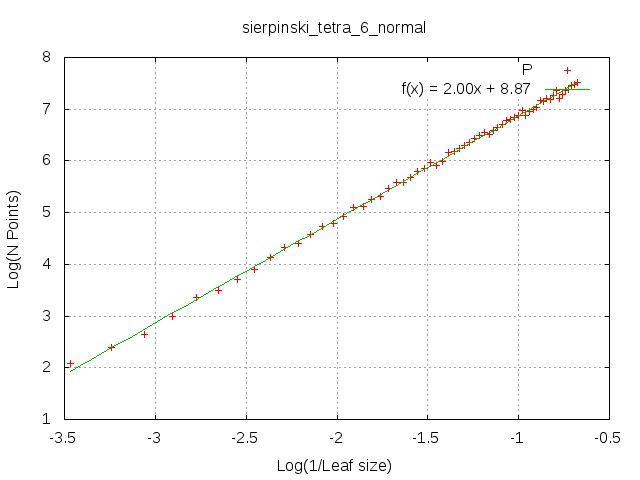 sierpinski_tetra_6_normal
8
7
6
5
4
3
2
1
Log(N Points)
P
f(x) = 2.00x + 8.87
-3.5 -3 -2.5 -2 -1.5 -1 -0.5
Log(1/Leaf size)